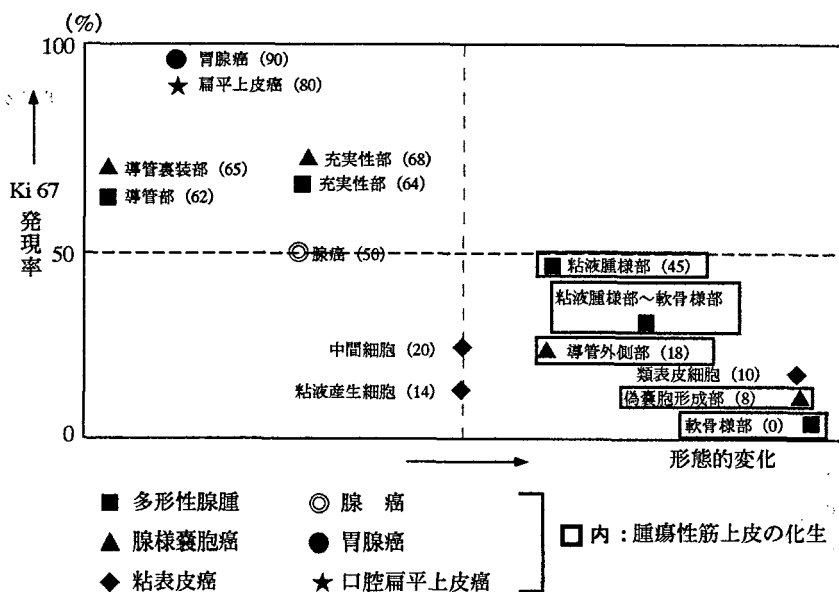 (%)
100
胃腺癌 (90)
扁平上皮癌 (80)
導管裏装部 (65)
充実性部 (68)
導管部 (62)
充実性部 (64)
Ki 67
発現率
50
腺癌 (50)
粘液腫様部 (45)
粘液腫様部～軟骨様部
中間細胞 (20)
導管外側部 (18)
類表皮細胞 (10)
粘液産生細胞 (14)
偽嚢胞形成部 (8)
軟骨様部 (0)
0
形態的変化
多形性腺腫
腺　癌
腺様嚢胞癌
胃腺癌
内：腫瘍性筋上皮の化生
粘表皮癌
口腔扁平上皮癌